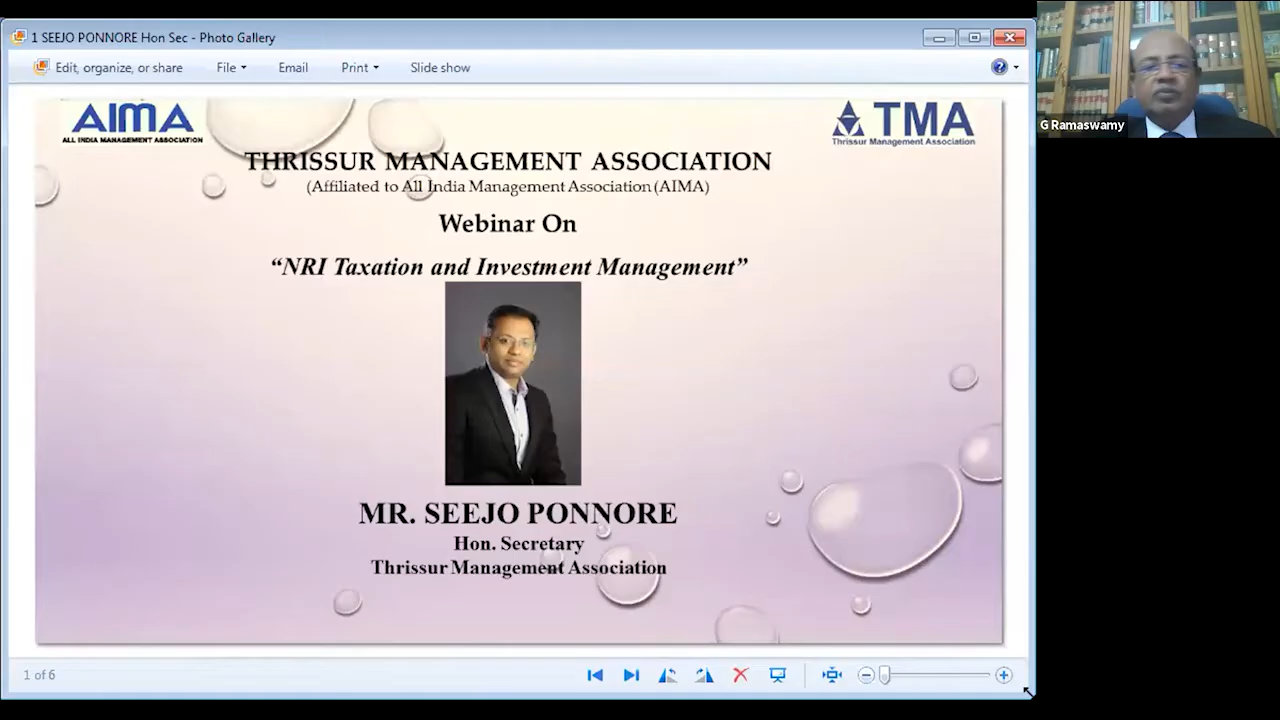 1 SEEJO PONNORE Hon Sec - Photo Gallery
Edit, organize, or share File Email Print Slide show
G Ramaswamy
AIMA
ALL INDIA MANAGEMENT ASSOCIATION
TMA
Thrissur Management Association
THRISSUR MANAGEMENT ASSOCIATION
(Affiliated to All India Management Association (AIMA)
Webinar On
“NRI Taxation and Investment Management”
MR. SEEJO PONNORE
Hon. Secretary
Thrissur Management Association
1 of 6